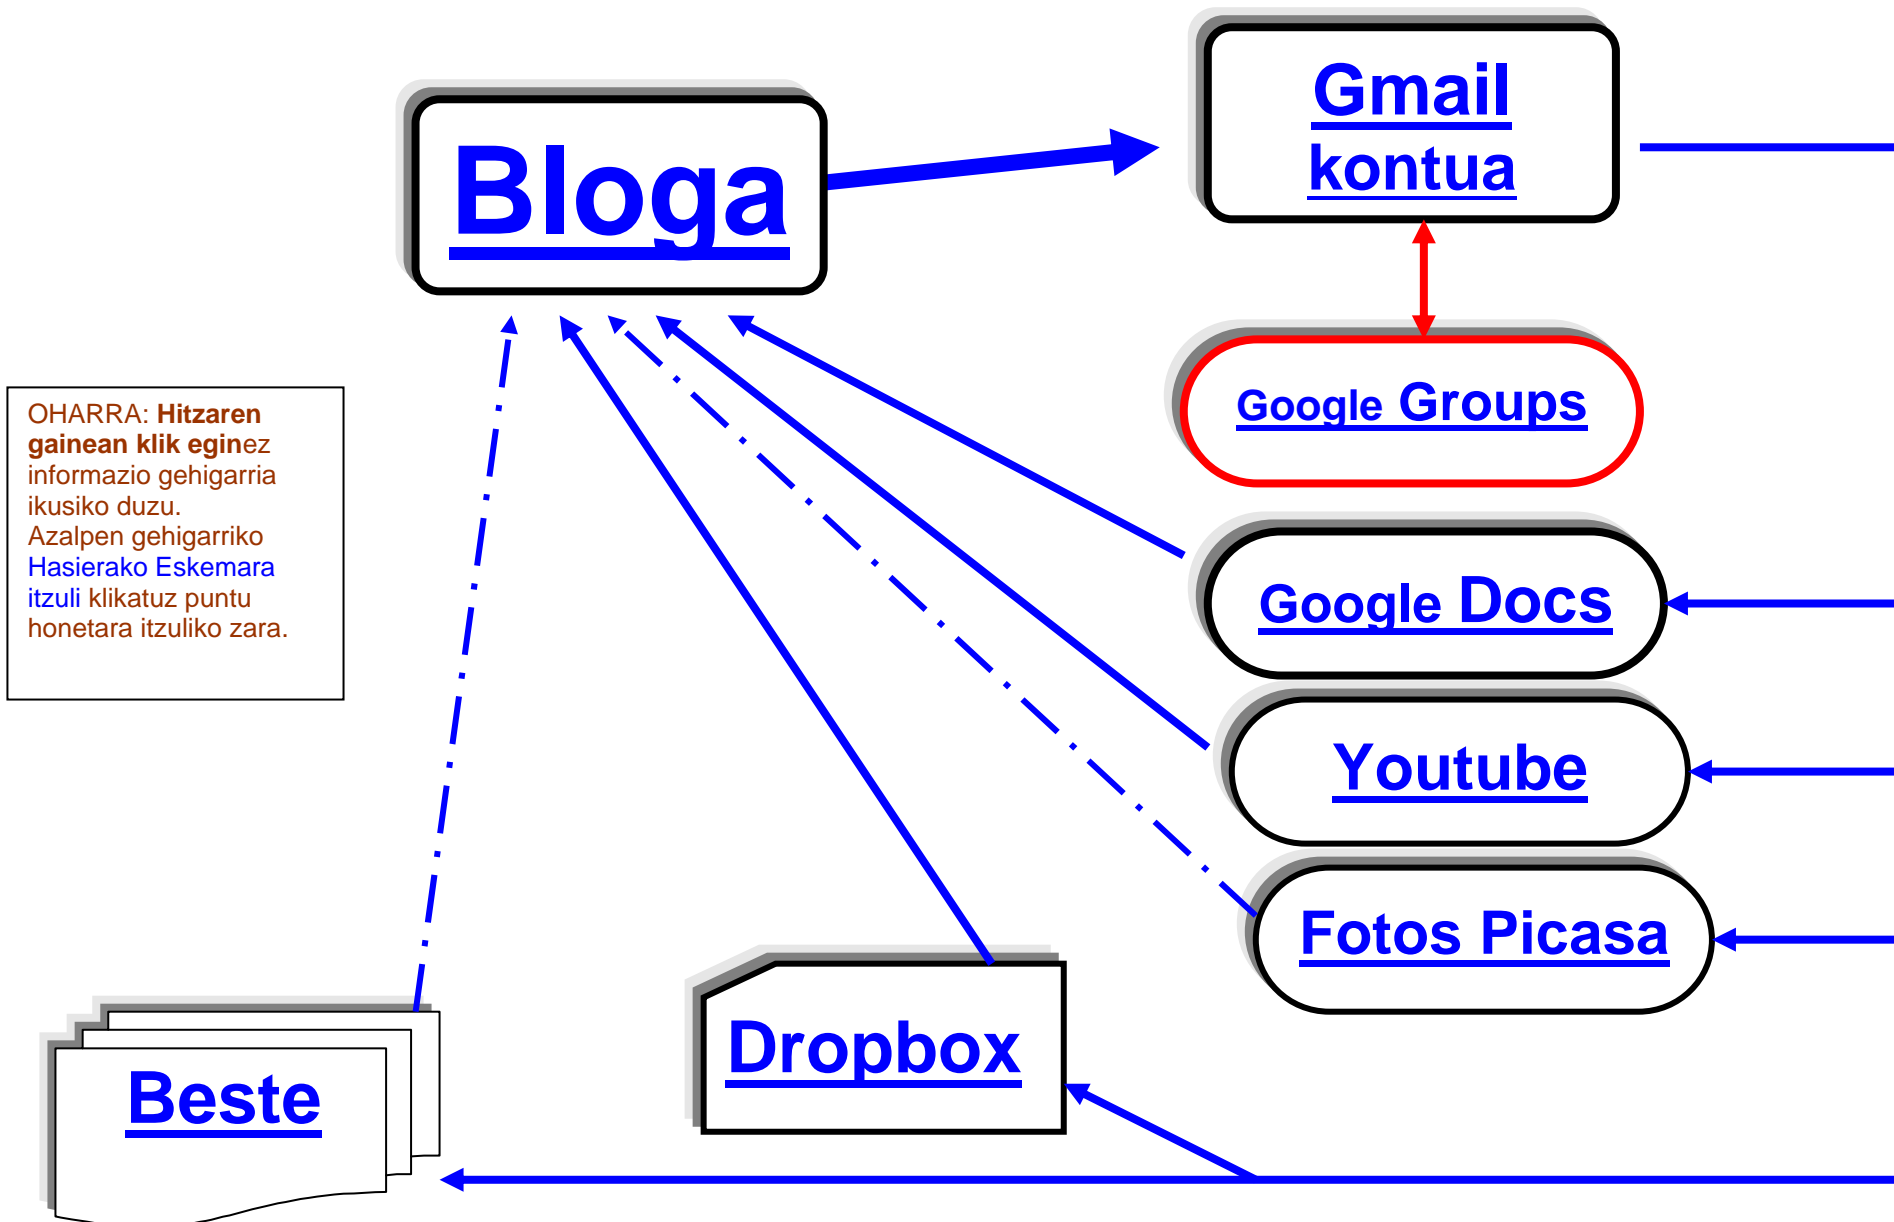 Gmail
kontua
Bloga
Google Groups
OHARRA: Hitzaren
gainean klik eginez
informazio gehigarria
ikusiko duzu.
Azalpen gehigarriko
Hasierako Eskemara
itzuli klikatuz puntu
honetara itzuliko zara.
Google Docs
Youtube
Fotos Picasa
Dropbox
Beste